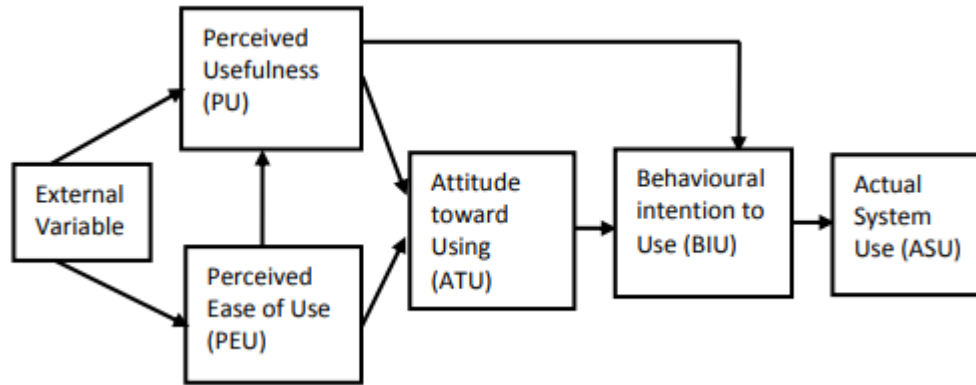 Perceived
Usefulness
(PU)
External
Variable
Perceived
Ease of Use
(PEU)
Attitude
toward
Using
(ATU)
Behavioural
intention to
Use (BIU)
Actual
System
Use (ASU)